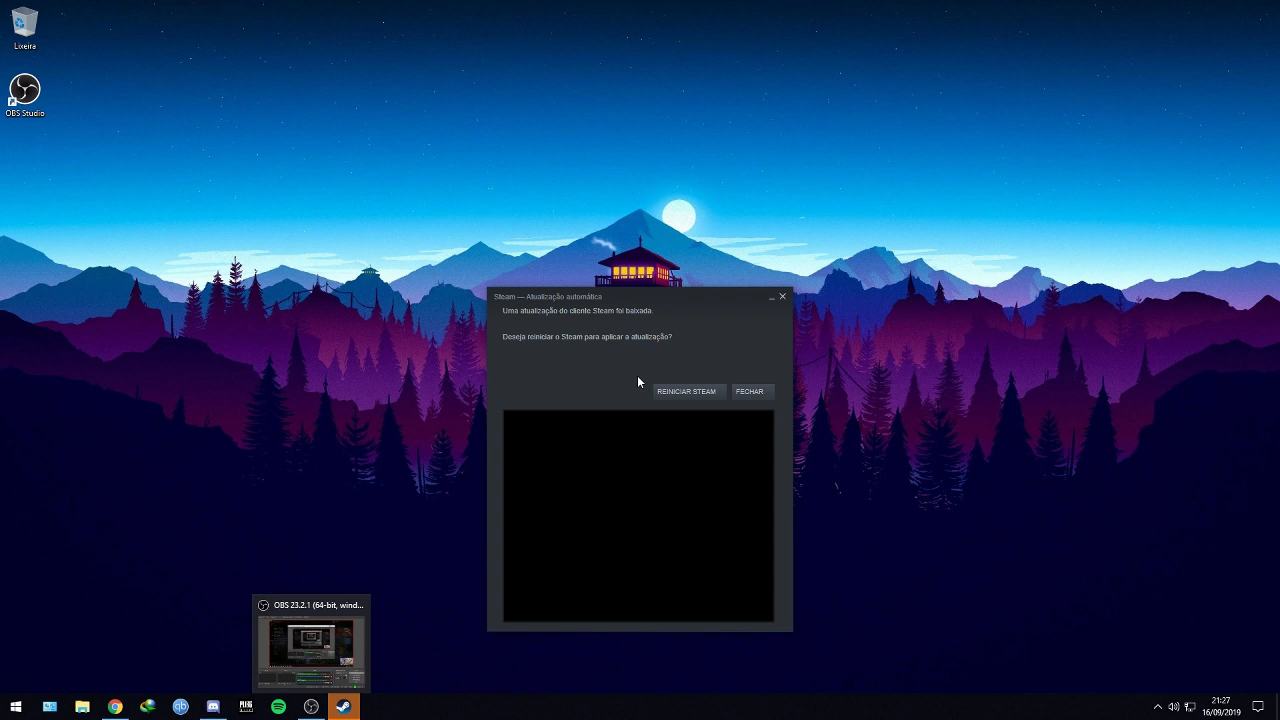 Lixeira
OBS Studio
Steam — Atualização automática
Uma atualização do cliente Steam foi baixada.
Deseja reiniciar o Steam para aplicar a atualização?
REINICIAR STEAM
FECHAR
OBS 23.2.1 (64-bit, wind...
PUBG
21:27
16/09/2019